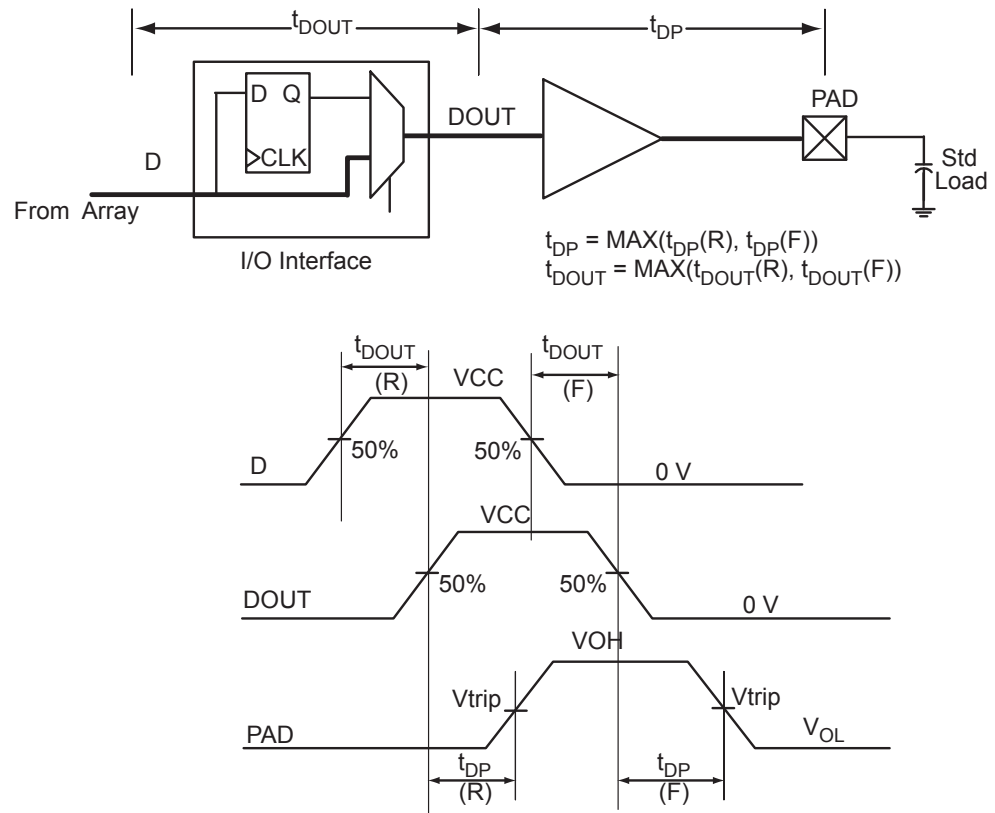 tDOUT
tDP
PAD
D Q
DOUT
D
CLK
Std
Load
From Array
I/O Interface
tDP = MAX(tDP(R), tDP(F))
tDOUT = MAX(tDOUT(R), tDOUT(F))
tDOUT
(R)
VCC
tDOUT
(F)
50%
50%
D
0 V
VCC
50%
50%
DOUT
0 V
VOH
Vtrip
Vtrip
PAD
VOL
tDP
(R)
tDP
(F)